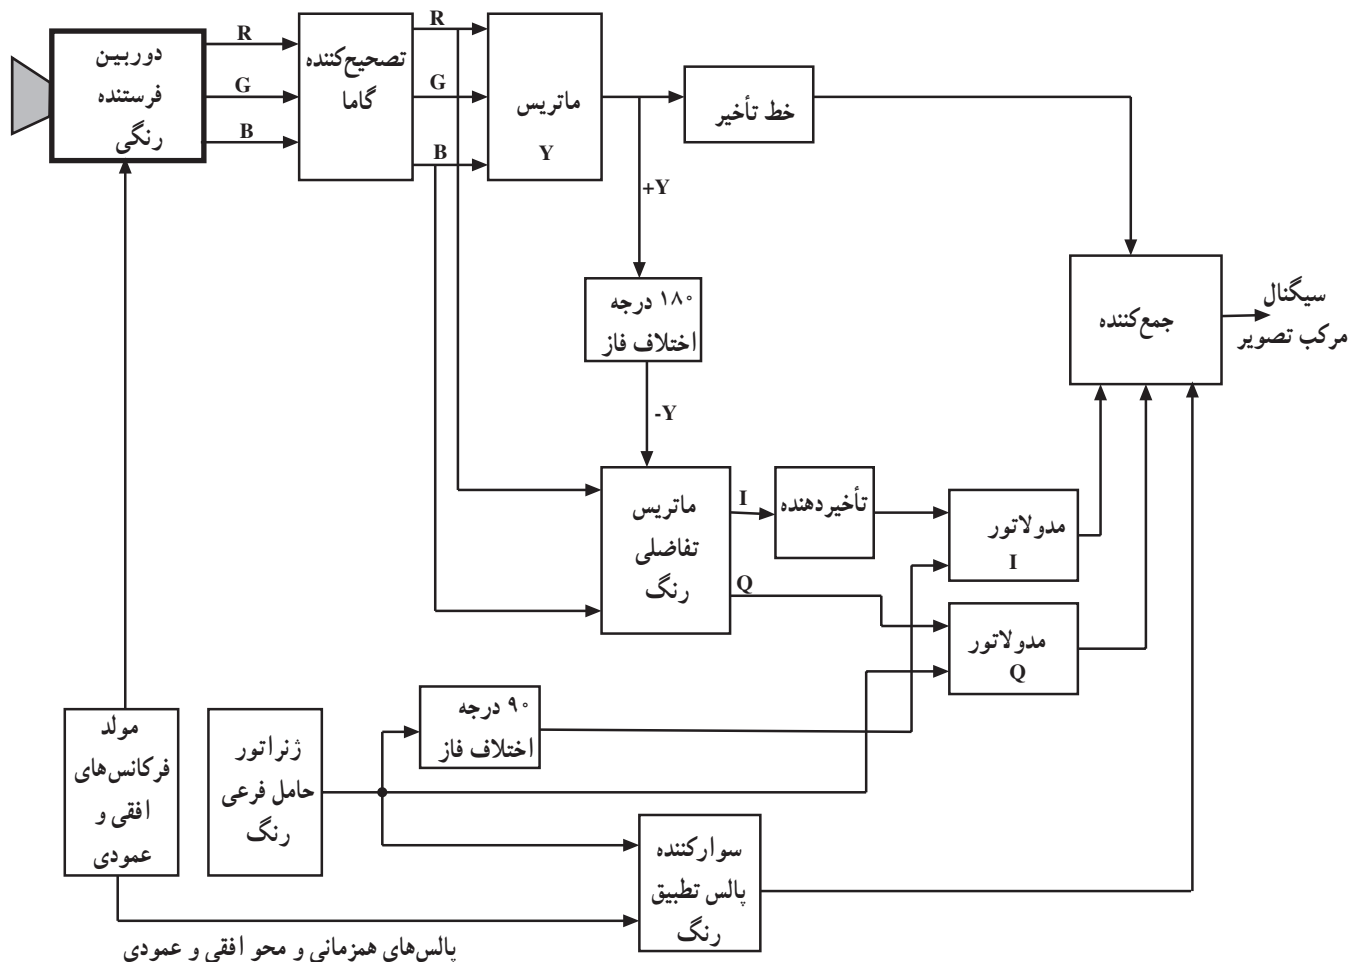 R
G
B
دوربین
فرستنده
رنگی
تصحیح‌کننده
گاما
R
G
B
ماتریس
Y
خط تأخیر
+Y
۱۸۰ درجه
اختلاف فاز
-Y
جمع‌کننده
سیگنال
مرکب تصویر
ماتریس
تفاضلی
رنگ
I
Q
تأخیردهنده
مدولاتور
I
مدولاتور
Q
۹۰ درجه
اختلاف فاز
مولد
فرکانس‌های
افقی و
عمودی
ژنراتور
حامل فرعی
رنگ
سوارکننده
پالس تطبیق
رنگ
پالس‌های همزمانی و محو افقی و عمودی